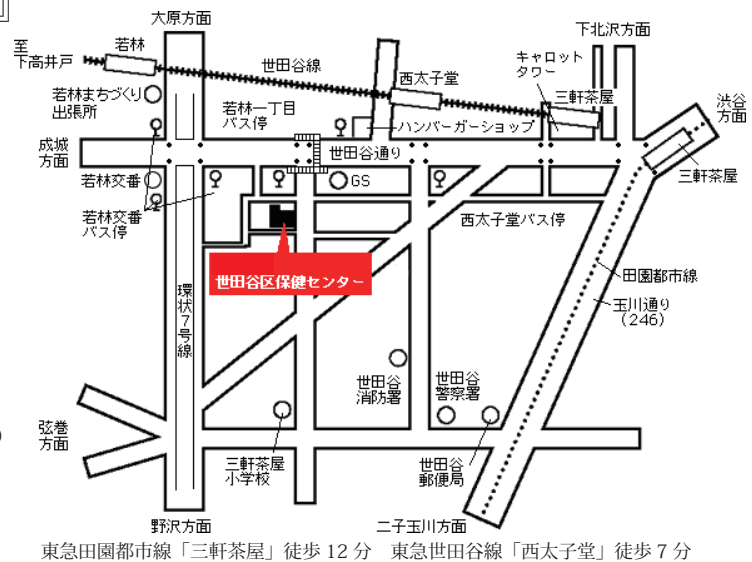 大原方面
下北沢方面
至
下高井戸
若林
世田谷線
西太子堂
キャロット
タワー
三軒茶屋
渋谷
方面
若林まちづくり
出張所
若林一丁目
バス停
ハンバーガーショップ
成城
方面
世田谷通り
三軒茶屋
若林交番
GS
若林交番
バス停
西太子堂バス停
世田谷区保健センター
環状7号線
田園都市線
玉川通り
(246)
世田谷
消防署
世田谷
警察署
弦巻
方面
三軒茶屋
小学校
世田谷
郵便局
野沢方面
二子玉川方面
東急田園都市線「三軒茶屋」徒歩 12 分 東急世田谷線「西太子堂」徒歩 7 分